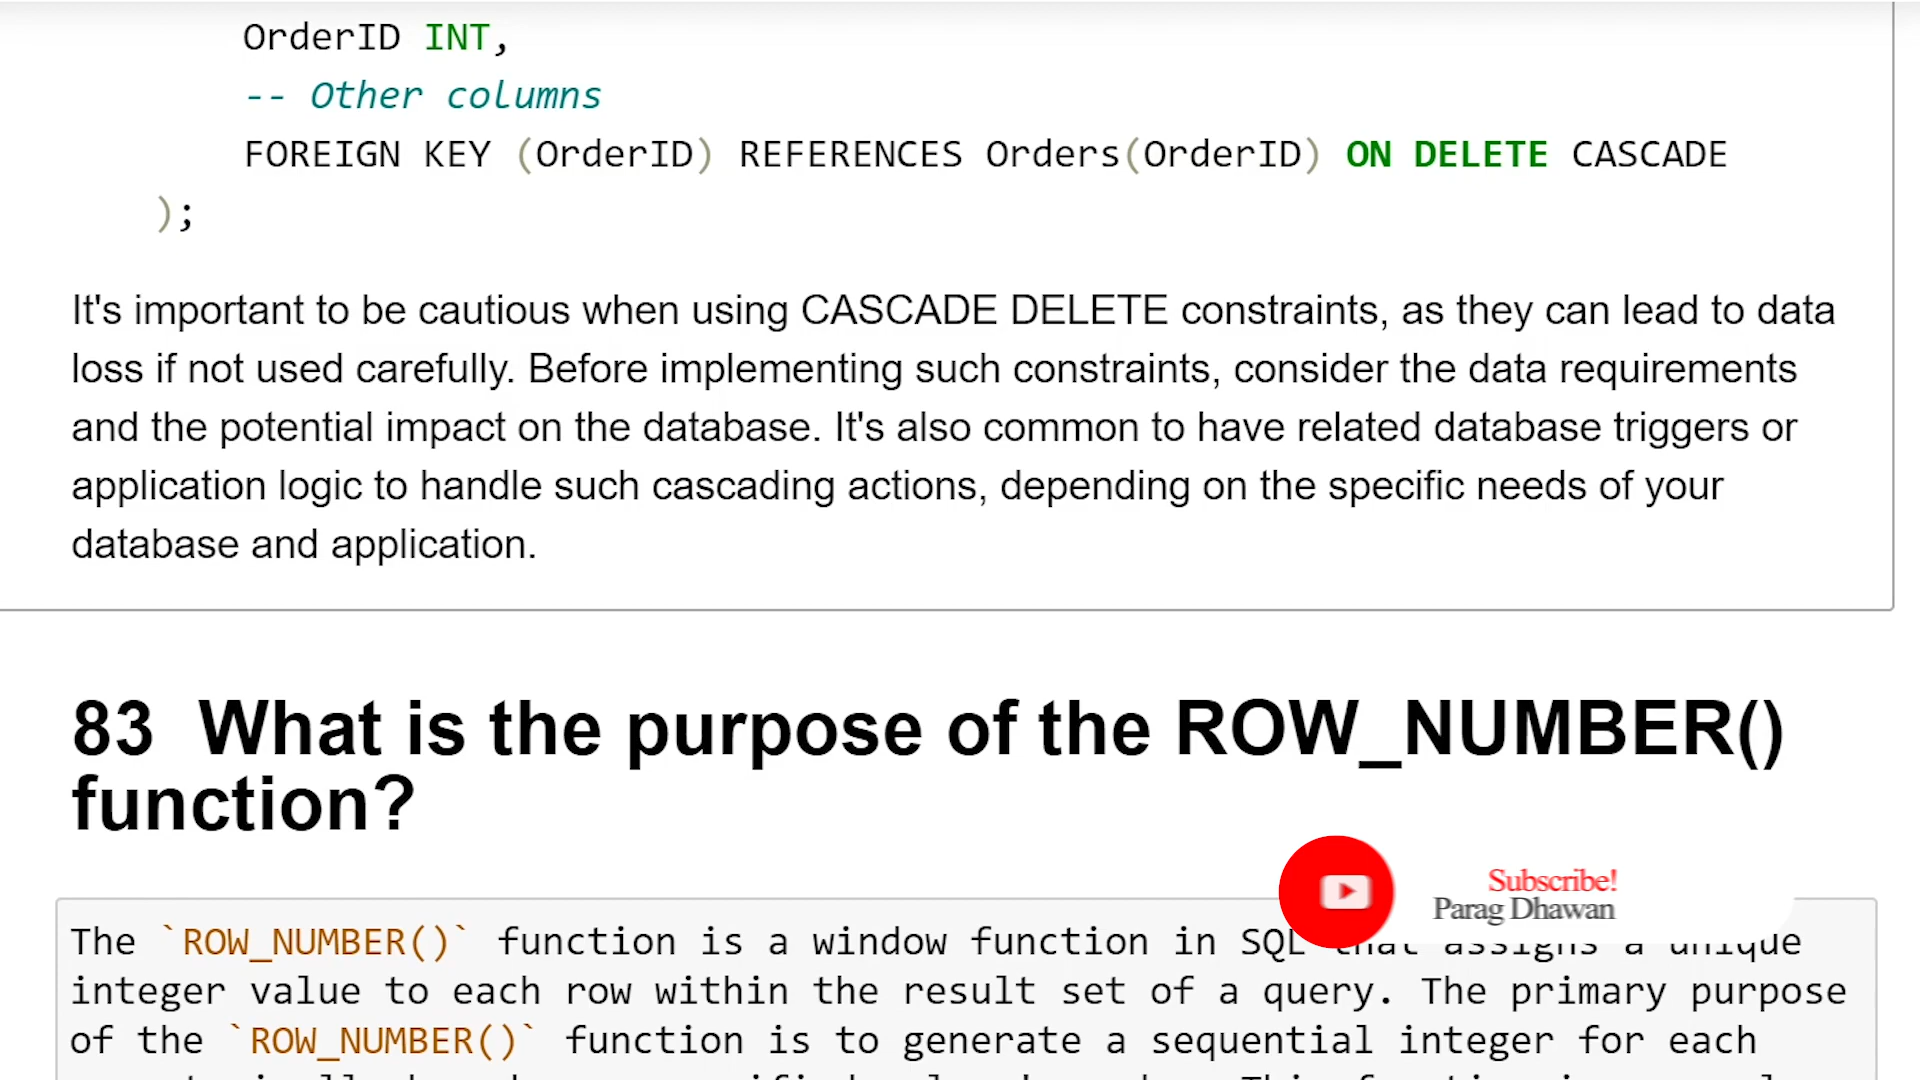 OrderID INT,
-- Other columns
FOREIGN KEY (OrderID) REFERENCES Orders(OrderID) ON DELETE CASCADE
);
It's important to be cautious when using CASCADE DELETE constraints, as they can lead to data
loss if not used carefully. Before implementing such constraints, consider the data requirements
and the potential impact on the database. It's also common to have related database triggers or
application logic to handle such cascading actions, depending on the specific needs of your
database and application.
83 What is the purpose of the ROW_NUMBER()
function?
Subscribe!
Parag Dhawan
The `ROW_NUMBER()` function is a window function in SQL that assigns a unique
integer value to each row within the result set of a query. The primary purpose
of the `ROW_NUMBER()` function is to generate a sequential integer for each